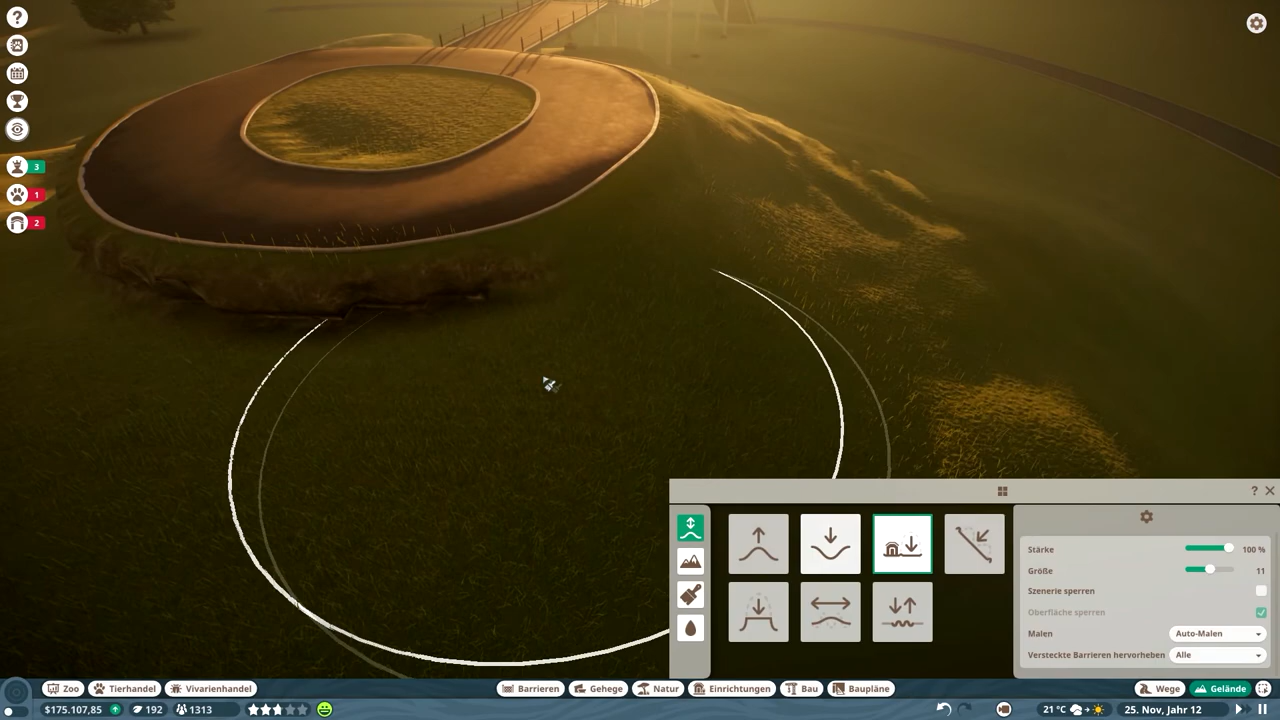 ?
3
1
2
?
Stärke 100 %
Größe 11
Szenerie sperren
Oberfläche sperren
Malen Auto-Malen
Versteckte Barrieren hervorheben Alle
Zoo Tierhandel Vivarienhandel Barrieren Gehege Natur Einrichtungen Bau Baupläne Wege Gelände
$175.107,85 192 1313 21 °C 25. Nov, Jahr 12